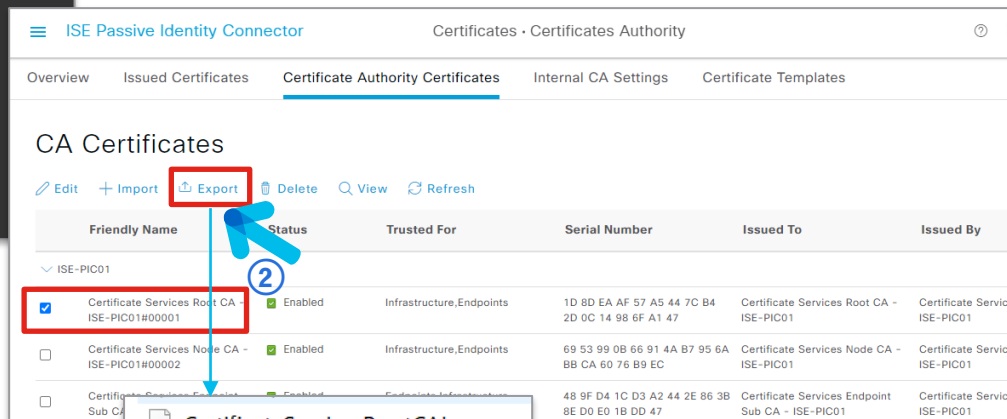 ISE Passive Identity Connector
Certificates · Certificates Authority
Overview Issued Certificates Certificate Authority Certificates Internal CA Settings Certificate Templates
CA Certificates
Edit Import Export Delete View Refresh
Friendly Name Status Trusted For Serial Number Issued To Issued By
ISE-PIC01
Certificate Services Root CA - Enabled Infrastructure,Endpoints 1D 8D EA AF 57 A5 44 7C B4 Certificate Services Root CA -
ISE-PIC01#00001 2D 0C 14 98 6F A1 47 ISE-PIC01 ISE-PIC01
Certificate Services Node CA - Enabled Infrastructure,Endpoints 69 53 99 0B 66 91 4A B7 95 6A Certificate Services Node CA -
ISE-PIC01#00002 BB CA 60 76 B9 EC ISE-PIC01 ISE-PIC01
48 9F D4 1C D3 A2 44 2E 86 3B Certificate Services Endpoint
Sub 8E D0 E0 1B DD 47 Sub CA - ISE-PIC01 ISE-PIC01
2